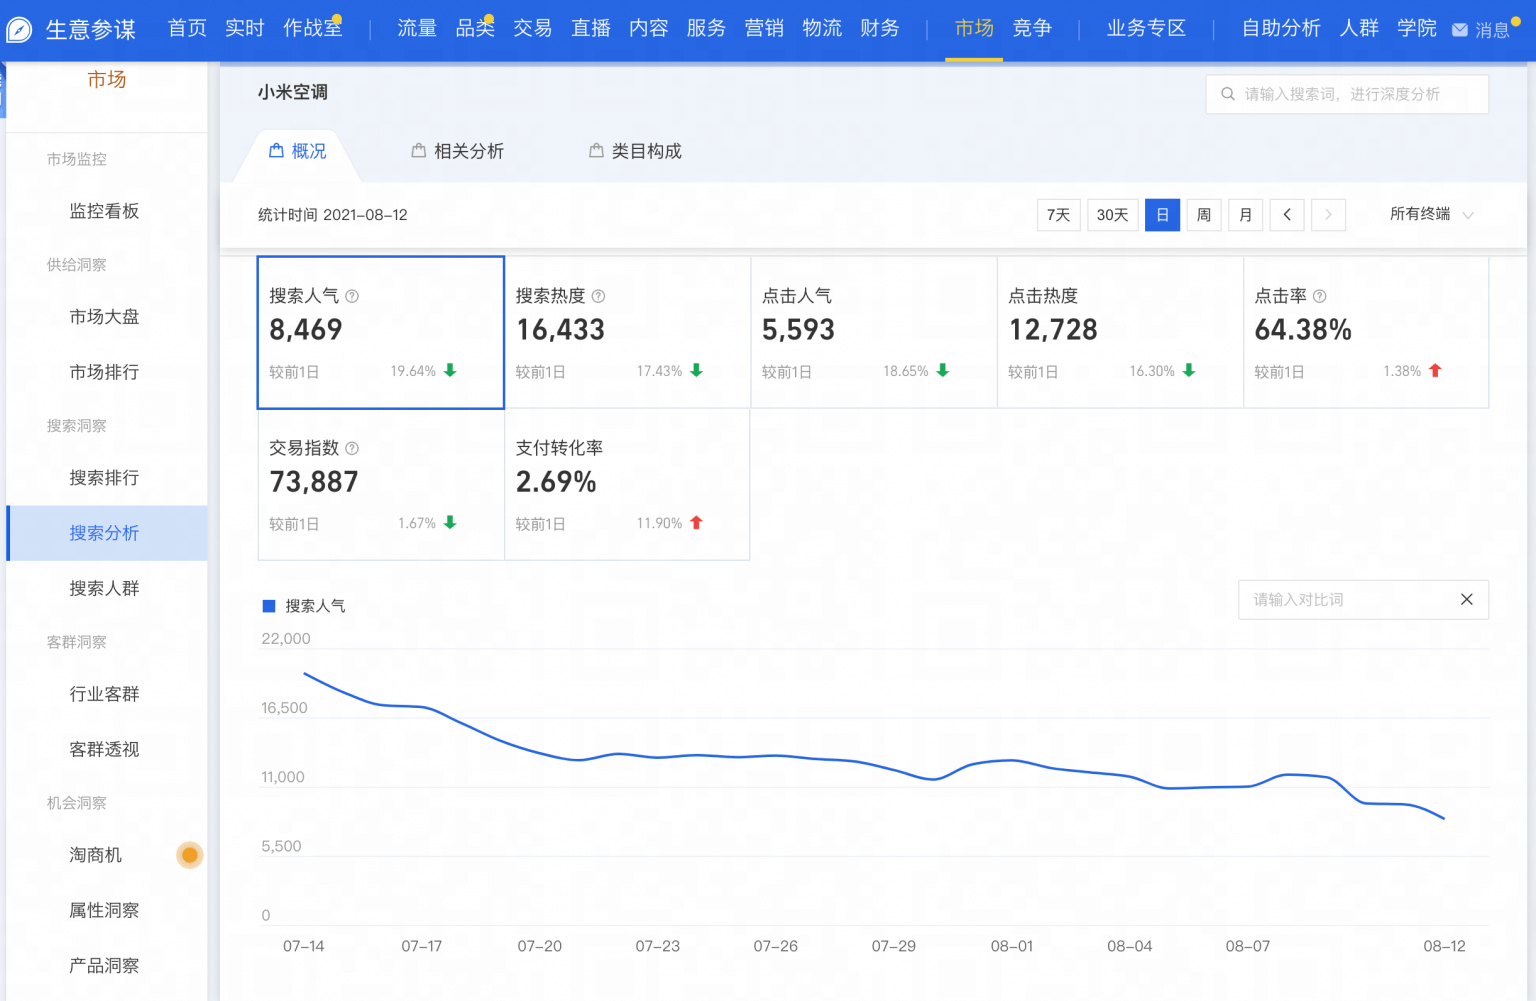 生意参谋 首页 实时 作战室 流量 品类 交易 直播 内容 服务 营销 物流 财务 市场 竞争 业务专区 自助分析 人群 学院 消息
市场
市场监控
监控看板
供给洞察
市场大盘
市场排行
搜索洞察
搜索排行
搜索分析
搜索人群
客群洞察
行业客群
客群透视
机会洞察
淘商机
属性洞察
产品洞察
小米空调
请输入搜索词，进行深度分析
概况 相关分析 类目构成
统计时间 2021-08-12
7天 30天 日 周 月 < > 所有终端
搜索人气 ? 搜索热度 ? 点击人气 点击热度 点击率 ?
8,469 16,433 5,593 12,728 64.38%
较前1日 19.64% 较前1日 17.43% 较前1日 18.65% 较前1日 16.30% 较前1日 1.38%
交易指数 ? 支付转化率
73,887 2.69%
较前1日 1.67% 较前1日 11.90%
搜索人气
请输入对比词
22,000
16,500
11,000
5,500
0
07-14 07-17 07-20 07-23 07-26 07-29 08-01 08-04 08-07 08-12